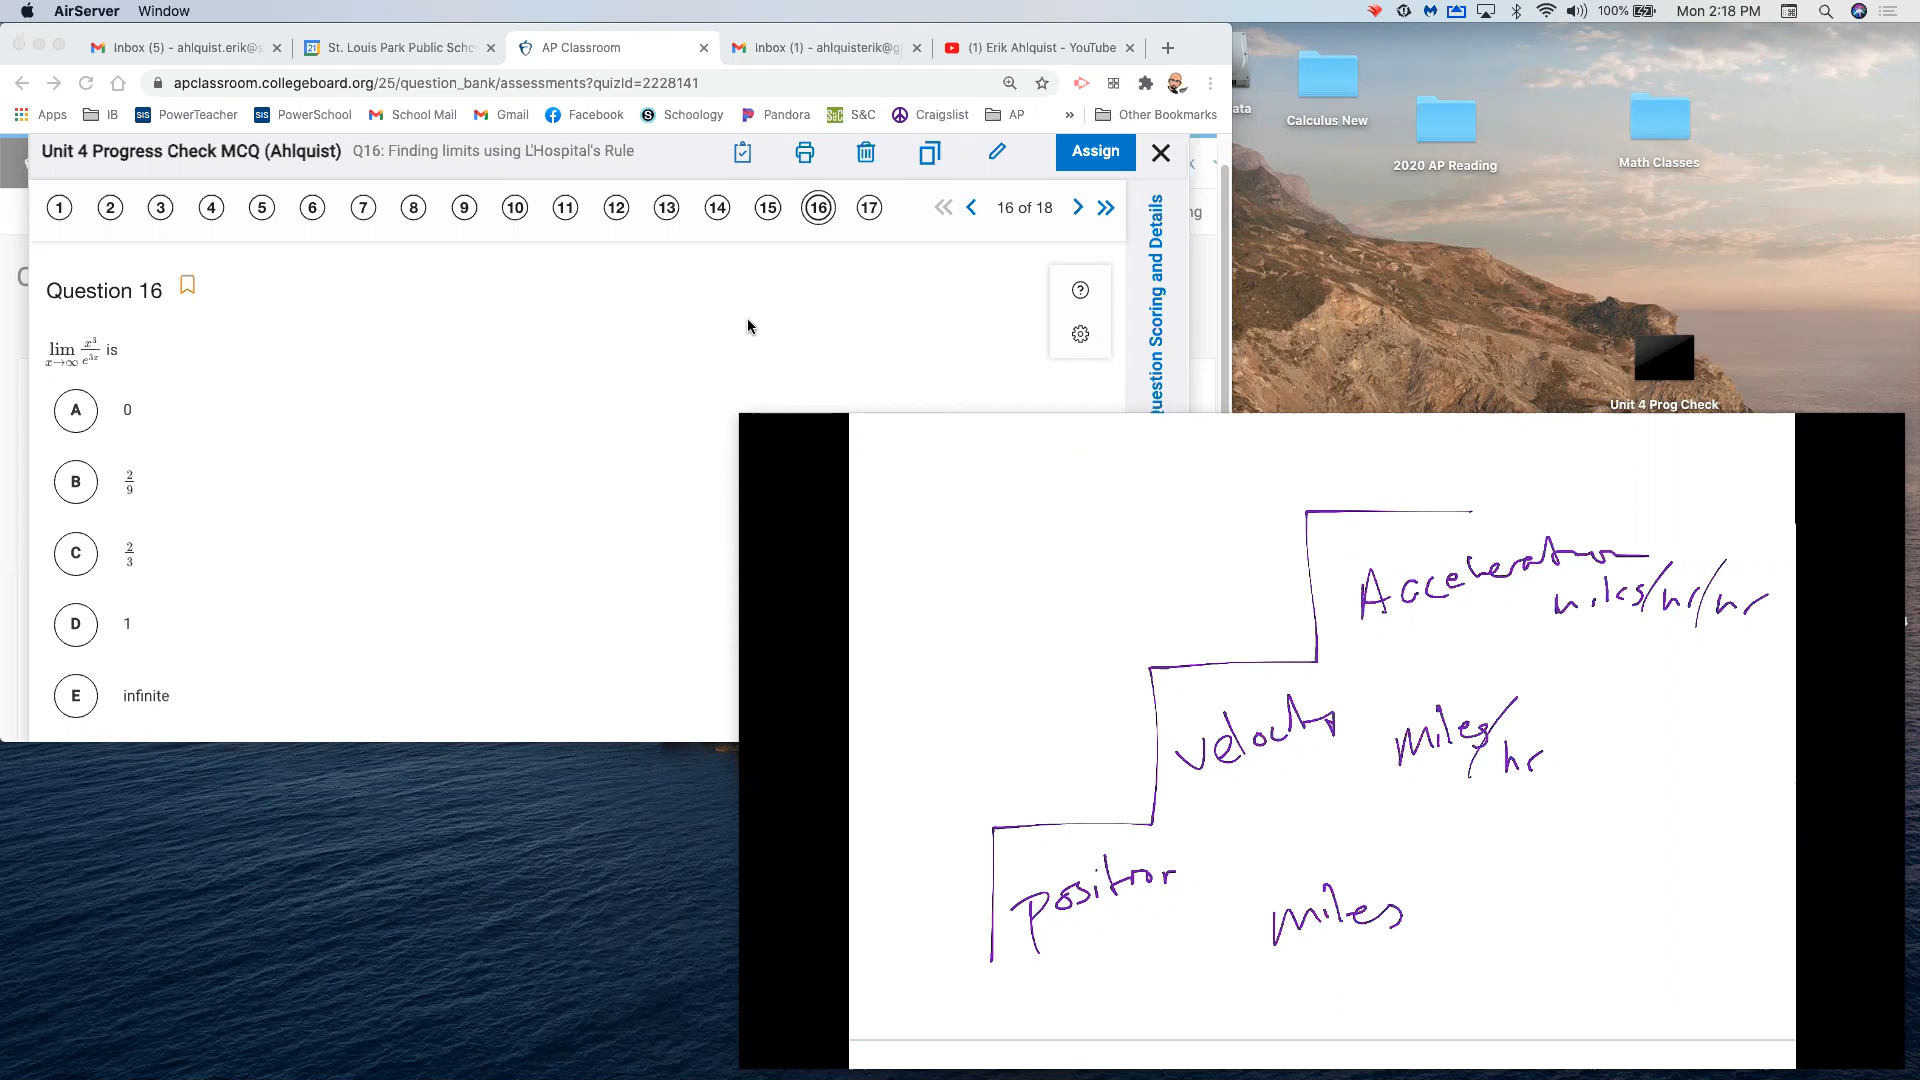 AirServer Window 100% Mon 2:18 PM
Inbox (5) - ahlquist.erik@s St. Louis Park Public Scho AP Classroom Inbox (1) - ahlquisterik@g (1) Erik Ahlquist - YouTube
apclassroom.collegeboard.org/25/question_bank/assessments?quizId=2228141
Apps IB PowerTeacher PowerSchool School Mail Gmail Facebook Schoology Pandora S&C Craigslist AP » Other Bookmarks
Unit 4 Progress Check MCQ (Ahlquist) Q16: Finding limits using L'Hospital's Rule Assign
1 2 3 4 5 6 7 8 9 10 11 12 13 14 15 16 17 16 of 18
Question Scoring and Details
ng
Question 16
lim x→∞ x³/e³ˣ is
A 0
B 2/9
C 2/3
D 1
E infinite
ata
Calculus New
2020 AP Reading
Math Classes
Unit 4 Prog Check
Acceleration
miles/hr/hr
velocity miles/hr
position
miles